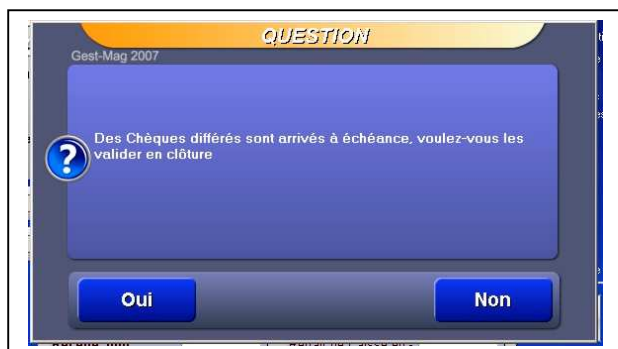 QUESTION
Gest-Mag 2007
Des Chèques différés sont arrivés à échéance, voulez-vous les
valider en clôture
Oui
Non